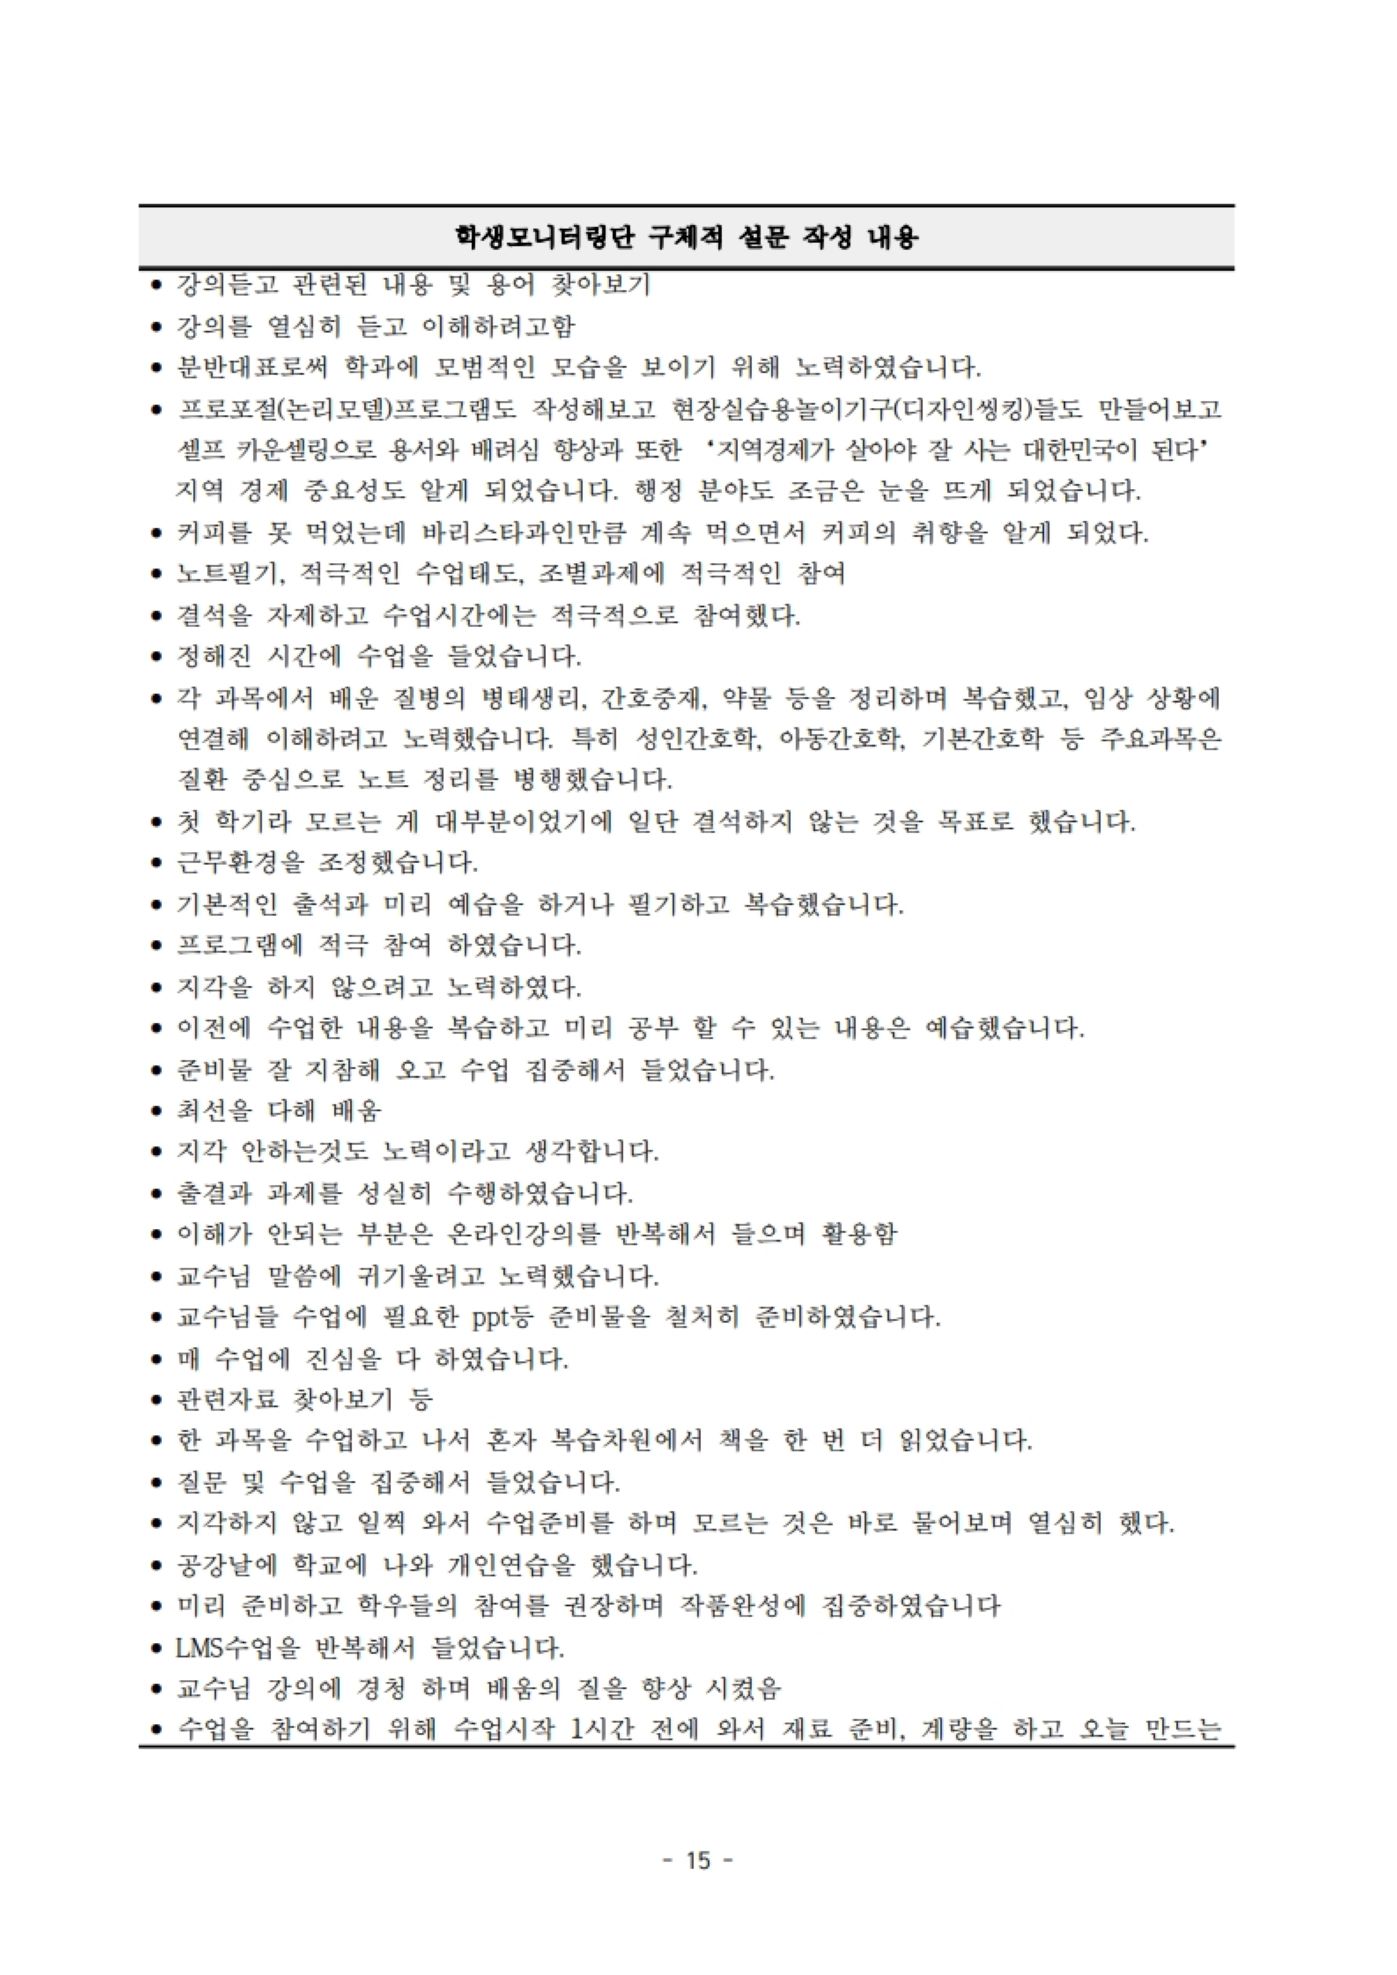 학생모니터링단 구체적 설문 작성 내용
● 강의듣고 관련된 내용 및 용어 찾아보기
● 강의를 열심히 듣고 이해하려고함
● 분반대표로써 학과에 모범적인 모습을 보이기 위해 노력하였습니다.
● 프로포절(논리모델)프로그램도 작성해보고 현장실습용놀이기구(디자인씽킹)들도 만들어보고
셀프 카운셀링으로 용서와 배려심 향상과 또한 ‘지역경제가 살아야 잘 사는 대한민국이 된다’
지역 경제 중요성도 알게 되었습니다. 행정 분야도 조금은 눈을 뜨게 되었습니다.
● 커피를 못 먹었는데 바리스타과인만큼 계속 먹으면서 커피의 취향을 알게 되었다.
● 노트필기, 적극적인 수업태도, 조별과제에 적극적인 참여
● 결석을 자제하고 수업시간에는 적극적으로 참여했다.
● 정해진 시간에 수업을 들었습니다.
● 각 과목에서 배운 질병의 병태생리, 간호중재, 약물 등을 정리하며 복습했고, 임상 상황에
연결해 이해하려고 노력했습니다. 특히 성인간호학, 아동간호학, 기본간호학 등 주요과목은
질환 중심으로 노트 정리를 병행했습니다.
● 첫 학기라 모르는 게 대부분이었기에 일단 결석하지 않는 것을 목표로 했습니다.
● 근무환경을 조정했습니다.
● 기본적인 출석과 미리 예습을 하거나 필기하고 복습했습니다.
● 프로그램에 적극 참여 하였습니다.
● 지각을 하지 않으려고 노력하였다.
● 이전에 수업한 내용을 복습하고 미리 공부 할 수 있는 내용은 예습했습니다.
● 준비물 잘 지참해 오고 수업 집중해서 들었습니다.
● 최선을 다해 배움
● 지각 안하는것도 노력이라고 생각합니다.
● 출결과 과제를 성실히 수행하였습니다.
● 이해가 안되는 부분은 온라인강의를 반복해서 들으며 활용함
● 교수님 말씀에 귀기울려고 노력했습니다.
● 교수님들 수업에 필요한 ppt등 준비물을 철처히 준비하였습니다.
● 매 수업에 진심을 다 하였습니다.
● 관련자료 찾아보기 등
● 한 과목을 수업하고 나서 혼자 복습차원에서 책을 한 번 더 읽었습니다.
● 질문 및 수업을 집중해서 들었습니다.
● 지각하지 않고 일찍 와서 수업준비를 하며 모르는 것은 바로 물어보며 열심히 했다.
● 공강날에 학교에 나와 개인연습을 했습니다.
● 미리 준비하고 학우들의 참여를 권장하며 작품완성에 집중하였습니다
● LMS수업을 반복해서 들었습니다.
● 교수님 강의에 경청 하며 배움의 질을 향상 시켰음
● 수업을 참여하기 위해 수업시작 1시간 전에 와서 재료 준비, 계량을 하고 오늘 만드는
- 15 -